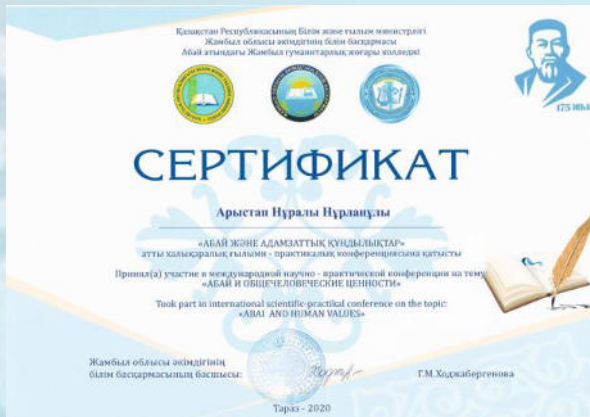 Қазақстан Республикасының Білім және ғылым министрлігі
Жамбыл облысы әкімдігінің білім басқармасы
Абай атындағы Жамбыл гуманитарлық жоғары колледжі
175 жыл
СЕРТИФИКАТ
Арыстан Нұралы Нұрланұлы
«АБАЙ ЖӘНЕ АДАМЗАТТЫҚ ҚҰНДЫЛЫҚТАР»
атты халықаралық ғылыми - практикалық конференциясына қатысты
Принял(а) участие в международной научно - практической конференции на тему
«АБАЙ И ОБЩЕЧЕЛОВЕЧЕСКИЕ ЦЕННОСТИ»
Took part in international scientific-practikal conference on the topic:
«ABAI AND HUMAN VALUES»
Жамбыл облысы әкімдігінің
білім басқармасының басшысы:
Г.М.Ходжабергенова
Тараз - 2020